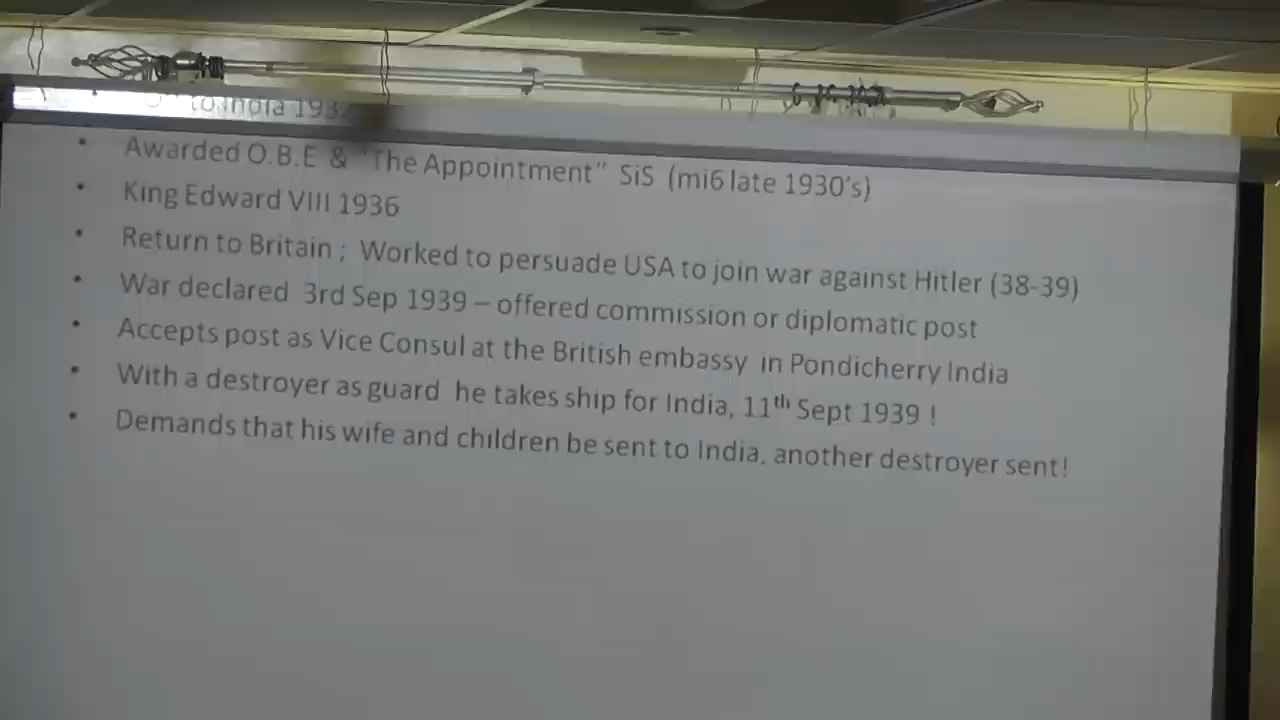 to India 193
• Awarded O.B.E & "The Appointment" SiS (mi6 late 1930's)
• King Edward VIII 1936
• Return to Britain ; Worked to persuade USA to join war against Hitler (38-39)
• War declared 3rd Sep 1939 – offered commission or diplomatic post
• Accepts post as Vice Consul at the British embassy in Pondicherry India
• With a destroyer as guard he takes ship for India, 11th Sept 1939 !
• Demands that his wife and children be sent to India, another destroyer sent!